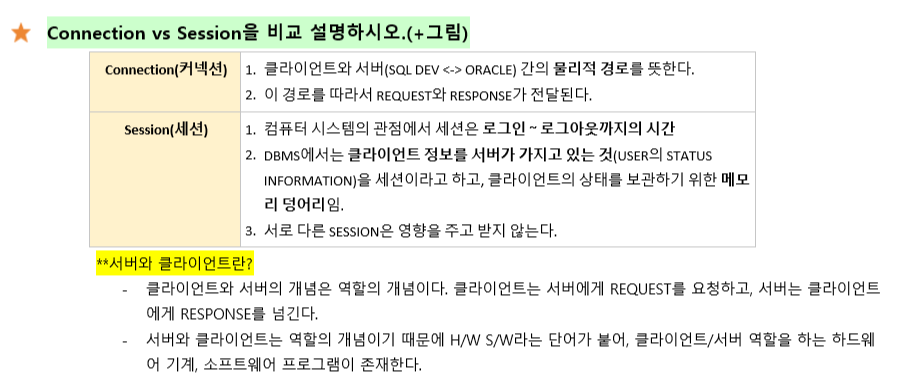 Connection vs Session을 비교 설명하시오.(+그림)
Connection(커넥션)
1. 클라이언트와 서버(SQL DEV <-> ORACLE) 간의 물리적 경로를 뜻한다.
2. 이 경로를 따라서 REQUEST와 RESPONSE가 전달된다.
Session(세션)
1. 컴퓨터 시스템의 관점에서 세션은 로그인 ~ 로그아웃까지의 시간
2. DBMS에서는 클라이언트 정보를 서버가 가지고 있는 것(USER의 STATUS
INFORMATION)을 세션이라고 하고, 클라이언트의 상태를 보관하기 위한 메모
리 덩어리임.
3. 서로 다른 SESSION은 영향을 주고 받지 않는다.
**서버와 클라이언트란?
- 클라이언트와 서버의 개념은 역할의 개념이다. 클라이언트는 서버에게 REQUEST를 요청하고, 서버는 클라이언트
에게 RESPONSE를 넘긴다.
- 서버와 클라이언트는 역할의 개념이기 때문에 H/W S/W라는 단어가 붙어, 클라이언트/서버 역할을 하는 하드웨
어 기계, 소프트웨어 프로그램이 존재한다.